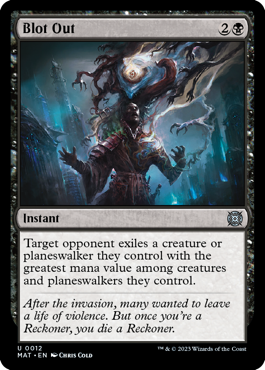 Blot Out 2
Instant
Target opponent exiles a creature or
planeswalker they control with the
greatest mana value among creatures
and planeswalkers they control.
After the invasion, many wanted to leave
a life of violence. But once you're a
Reckoner, you die a Reckoner.
U 0012
MAT • EN Chris Cold ™ & © 2023 Wizards of the Coast